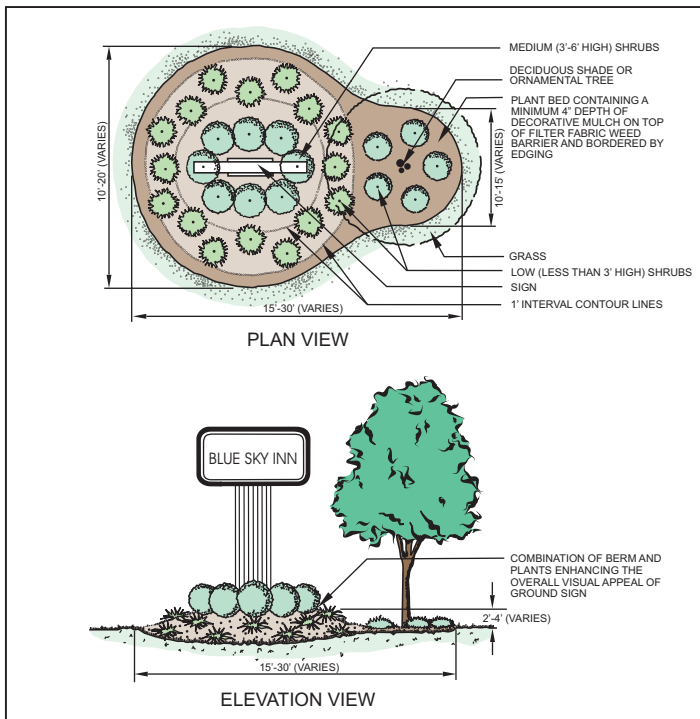 MEDIUM (3'-6' HIGH) SHRUBS
DECIDUOUS SHADE OR
ORNAMENTAL TREE
PLANT BED CONTAINING A
MINIMUM 4" DEPTH OF
DECORATIVE MULCH ON TOP
OF FILTER FABRIC WEED
BARRIER AND BORDERED BY
EDGING
10'-20' (VARIES)
10'-15' (VARIES)
GRASS
LOW (LESS THAN 3' HIGH) SHRUBS
SIGN
1' INTERVAL CONTOUR LINES
15'-30' (VARIES)
PLAN VIEW
BLUE SKY INN
COMBINATION OF BERM AND
PLANTS ENHANCING THE
OVERALL VISUAL APPEAL OF
GROUND SIGN
2'-4' (VARIES)
15'-30' (VARIES)
ELEVATION VIEW